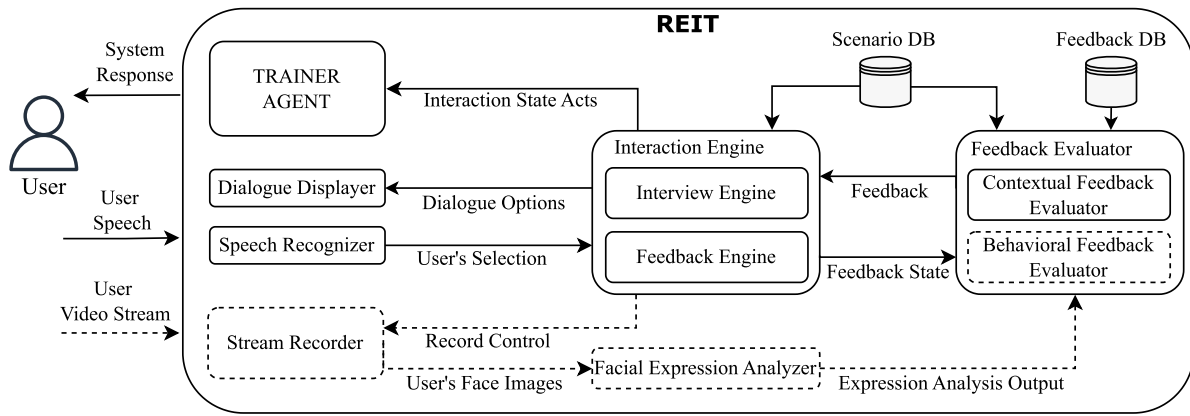 REIT
System
Response
Scenario DB
Feedback DB
TRAINER
AGENT
Interaction State Acts
Interaction Engine
Feedback Evaluator
User
Dialogue Displayer
Dialogue Options
Interview Engine
Feedback
Contextual Feedback
Evaluator
User
Speech
Speech Recognizer
User's Selection
Feedback Engine
Feedback State
Behavioral Feedback
Evaluator
User
Video Stream
Stream Recorder
Record Control
User's Face Images
Facial Expression Analyzer
Expression Analysis Output